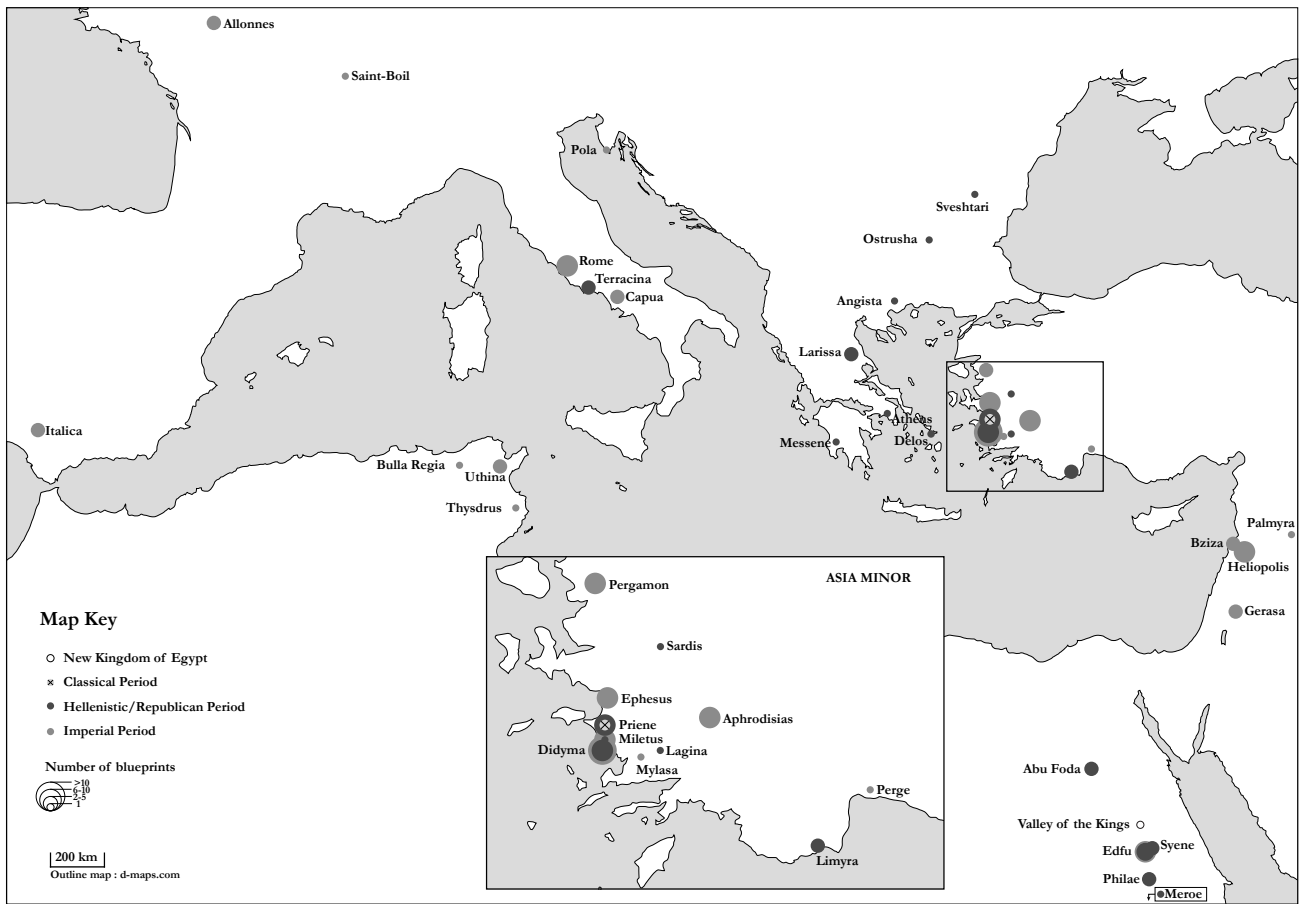 Allonnes
Saint-Boil
Pola
Sveshtari
Ostrusha
Rome
Terracina
Capua
Angista
Larissa
Athens
Delos
Messene
Italica
Bulla Regia
Uthina
Thysdrus
Palmyra
Bziza
Heliopolis
Gerasa
ASIA MINOR
Pergamon
Sardis
Ephesus
Aphrodisias
Priene
Miletus
Didyma
Lagina
Mylasa
Perge
Limyra
Abu Foda
Valley of the Kings
Edfu
Syene
Philae
Meroe
Map Key
New Kingdom of Egypt
Classical Period
Hellenistic/Republican Period
Imperial Period
Number of blueprints
>10
6-10
2-5
1
200 km
Outline map : d-maps.com